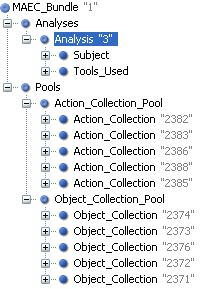 MAEC_Bundle "1"
Analyses
Analysis "3"
Subject
Tools_Used
Pools
Action_Collection_Pool
Action_Collection "2382"
Action_Collection "2383"
Action_Collection "2386"
Action_Collection "2388"
Action_Collection "2385"
Object_Collection_Pool
Object_Collection "2374"
Object_Collection "2373"
Object_Collection "2376"
Object_Collection "2372"
Object_Collection "2371"